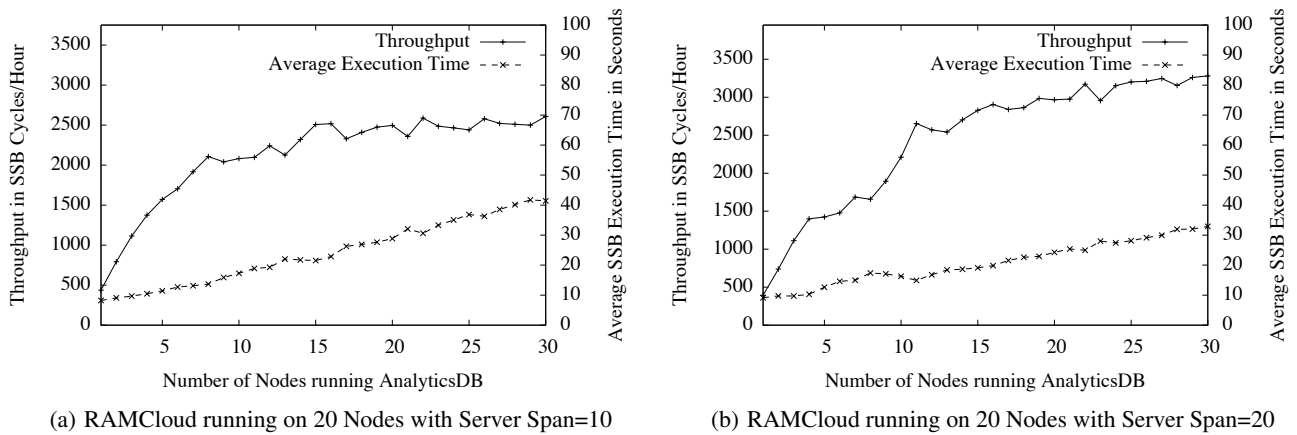 Throughput in SSB Cycles/Hour
3500
3000
2500
2000
1500
1000
500
0
Throughput
Average Execution Time
100
90
80
70
60
50
40
30
20
10
0
Average SSB Execution Time in Seconds
5 10 15 20 25 30
Number of Nodes running AnalyticsDB
(a) RAMCloud running on 20 Nodes with Server Span=10
Throughput in SSB Cycles/Hour
3500
3000
2500
2000
1500
1000
500
0
Throughput
Average Execution Time
100
90
80
70
60
50
40
30
20
10
0
Average SSB Execution Time in Seconds
5 10 15 20 25 30
Number of Nodes running AnalyticsDB
(b) RAMCloud running on 20 Nodes with Server Span=20